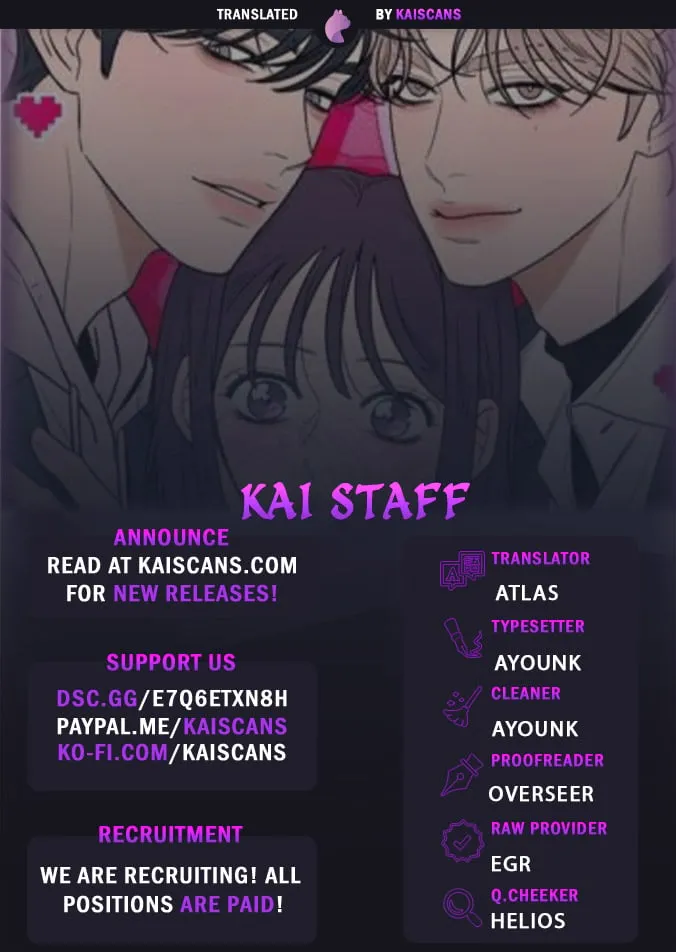 TRANSLATED BY KAISCANS
KAI STAFF
ANNOUNCE
READ AT KAISCANS.COM
FOR NEW RELEASES!
SUPPORT US
DSC.GG/E7Q6ETXN8H
PAYPAL.ME/KAISCANS
KO-FI.COM/KAISCANS
RECRUITMENT
WE ARE RECRUITING! ALL
POSITIONS ARE PAID!
TRANSLATOR
ATLAS
TYPESETTER
AYOUNK
CLEANER
AYOUNK
PROOFREADER
OVERSEER
RAW PROVIDER
EGR
Q.CHEEKER
HELIOS